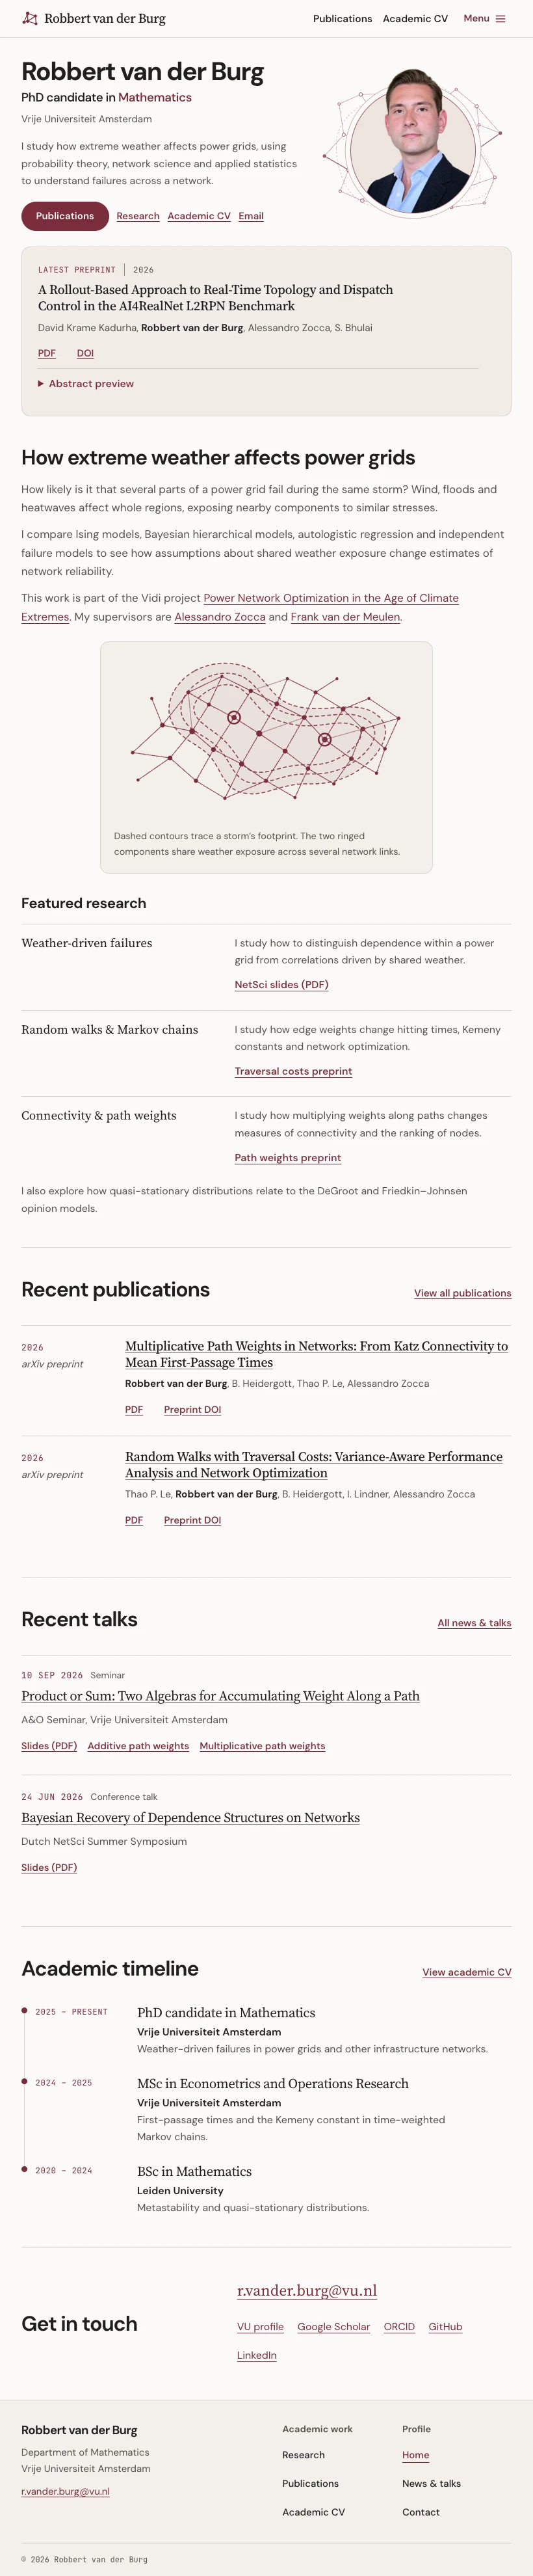 Robbert van der Burg
Publications Academic CV Menu
Robbert van der Burg
PhD candidate in Mathematics
Vrije Universiteit Amsterdam
I study how extreme weather affects power grids, using
probability theory, network science and applied statistics
to understand failures across a network.
Publications Research Academic CV Email
LATEST PREPRINT 2026
A Rollout-Based Approach to Real-Time Topology and Dispatch
Control in the AI4RealNet L2RPN Benchmark
David Krame Kadurha, Robbert van der Burg, Alessandro Zocca, S. Bhulai
PDF DOI
Abstract preview
How extreme weather affects power grids
How likely is it that several parts of a power grid fail during the same storm? Wind, floods and
heatwaves affect whole regions, exposing nearby components to similar stresses.
I compare Ising models, Bayesian hierarchical models, autologistic regression and independent
failure models to see how assumptions about shared weather exposure change estimates of
network reliability.
This work is part of the Vidi project Power Network Optimization in the Age of Climate
Extremes. My supervisors are Alessandro Zocca and Frank van der Meulen.
Dashed contours trace a storm’s footprint. The two ringed
components share weather exposure across several network links.
Featured research
Weather-driven failures
I study how to distinguish dependence within a power
grid from correlations driven by shared weather.
NetSci slides (PDF)
Random walks & Markov chains
I study how edge weights change hitting times, Kemeny
constants and network optimization.
Traversal costs preprint
Connectivity & path weights
I study how multiplying weights along paths changes
measures of connectivity and the ranking of nodes.
Path weights preprint
I also explore how quasi-stationary distributions relate to the DeGroot and Friedkin–Johnsen
opinion models.
Recent publications
View all publications
2026
arXiv preprint
Multiplicative Path Weights in Networks: From Katz Connectivity to
Mean First-Passage Times
Robbert van der Burg, B. Heidergott, Thao P. Le, Alessandro Zocca
PDF Preprint DOI
2026
arXiv preprint
Random Walks with Traversal Costs: Variance-Aware Performance
Analysis and Network Optimization
Thao P. Le, Robbert van der Burg, B. Heidergott, I. Lindner, Alessandro Zocca
PDF Preprint DOI
Recent talks
All news & talks
10 SEP 2026 Seminar
Product or Sum: Two Algebras for Accumulating Weight Along a Path
A&O Seminar, Vrije Universiteit Amsterdam
Slides (PDF) Additive path weights Multiplicative path weights
24 JUN 2026 Conference talk
Bayesian Recovery of Dependence Structures on Networks
Dutch NetSci Summer Symposium
Slides (PDF)
Academic timeline
View academic CV
2025 – PRESENT
PhD candidate in Mathematics
Vrije Universiteit Amsterdam
Weather-driven failures in power grids and other infrastructure networks.
2024 – 2025
MSc in Econometrics and Operations Research
Vrije Universiteit Amsterdam
First-passage times and the Kemeny constant in time-weighted
Markov chains.
2020 – 2024
BSc in Mathematics
Leiden University
Metastability and quasi-stationary distributions.
Get in touch
r.vander.burg@vu.nl
VU profile Google Scholar ORCID GitHub
LinkedIn
Robbert van der Burg
Department of Mathematics
Vrije Universiteit Amsterdam
r.vander.burg@vu.nl
Academic work
Research
Publications
Academic CV
Profile
Home
News & talks
Contact
© 2026 Robbert van der Burg